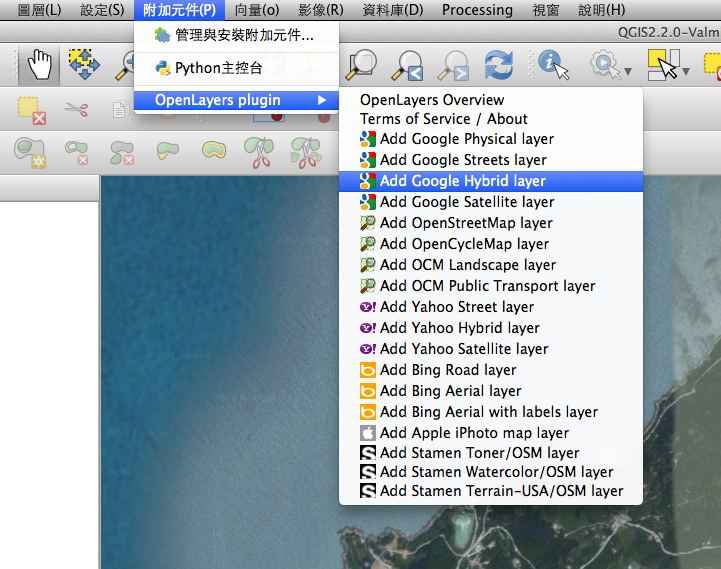 圖層(L) 設定(S) 附加元件(P) 向量(o) 影像(R) 資料庫(D) Processing 視窗 說明(H)
QGIS2.2.0-Valm
管理與安裝附加元件...
Python主控台
OpenLayers plugin
OpenLayers Overview
Terms of Service / About
Add Google Physical layer
Add Google Streets layer
Add Google Hybrid layer
Add Google Satellite layer
Add OpenStreetMap layer
Add OpenCycleMap layer
Add OCM Landscape layer
Add OCM Public Transport layer
Add Yahoo Street layer
Add Yahoo Hybrid layer
Add Yahoo Satellite layer
Add Bing Road layer
Add Bing Aerial layer
Add Bing Aerial with labels layer
Add Apple iPhoto map layer
Add Stamen Toner/OSM layer
Add Stamen Watercolor/OSM layer
Add Stamen Terrain-USA/OSM layer